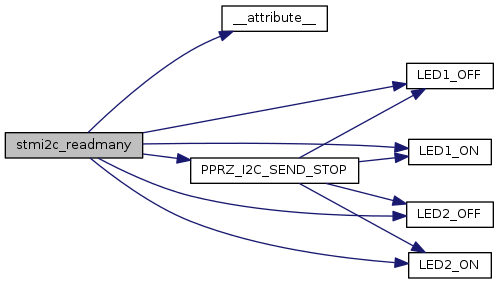 __attribute__
LED1_OFF
stmi2c_readmany
LED1_ON
PPRZ_I2C_SEND_STOP
LED2_OFF
LED2_ON